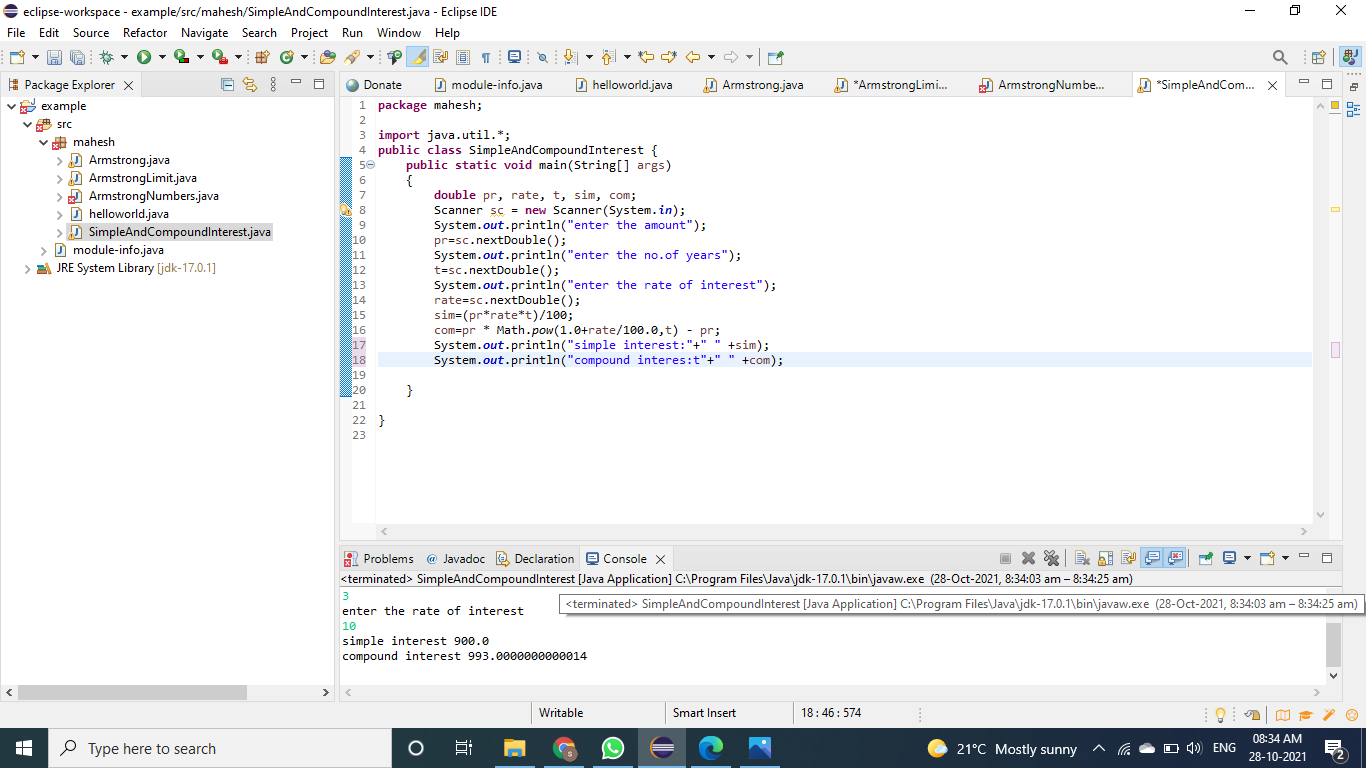 eclipse-workspace - example/src/mahesh/SimpleAndCompoundInterest.java - Eclipse IDE
File Edit Source Refactor Navigate Search Project Run Window Help
Package Explorer
example
src
mahesh
Armstrong.java
ArmstrongLimit.java
ArmstrongNumbers.java
helloworld.java
SimpleAndCompoundInterest.java
module-info.java
JRE System Library [jdk-17.0.1]
Donate module-info.java helloworld.java Armstrong.java *ArmstrongLimi... ArmstrongNumbe... *SimpleAndCom...
1 package mahesh;
2
3 import java.util.*;
4 public class SimpleAndCompoundInterest {
5 public static void main(String[] args)
6 {
7 double pr, rate, t, sim, com;
8 Scanner sc = new Scanner(System.in);
9 System.out.println("enter the amount");
10 pr=sc.nextDouble();
11 System.out.println("enter the no.of years");
12 t=sc.nextDouble();
13 System.out.println("enter the rate of interest");
14 rate=sc.nextDouble();
15 sim=(pr*rate*t)/100;
16 com=pr * Math.pow(1.0+rate/100.0,t) - pr;
17 System.out.println("simple interest:"+" " +sim);
18 System.out.println("compound interes:t"+" " +com);
19
20 }
21
22 }
23
Problems @ Javadoc Declaration Console
<terminated> SimpleAndCompoundInterest [Java Application] C:\Program Files\Java\jdk-17.0.1\bin\javaw.exe (28-Oct-2021, 8:34:03 am – 8:34:25 am)
3
enter the rate of interest
<terminated> SimpleAndCompoundInterest [Java Application] C:\Program Files\Java\jdk-17.0.1\bin\javaw.exe (28-Oct-2021, 8:34:03 am – 8:34:25 am)
10
simple interest 900.0
compound interest 993.0000000000014
Writable Smart Insert 18 : 46 : 574
Type here to search
21°C Mostly sunny ENG 08:34 AM
28-10-2021
2